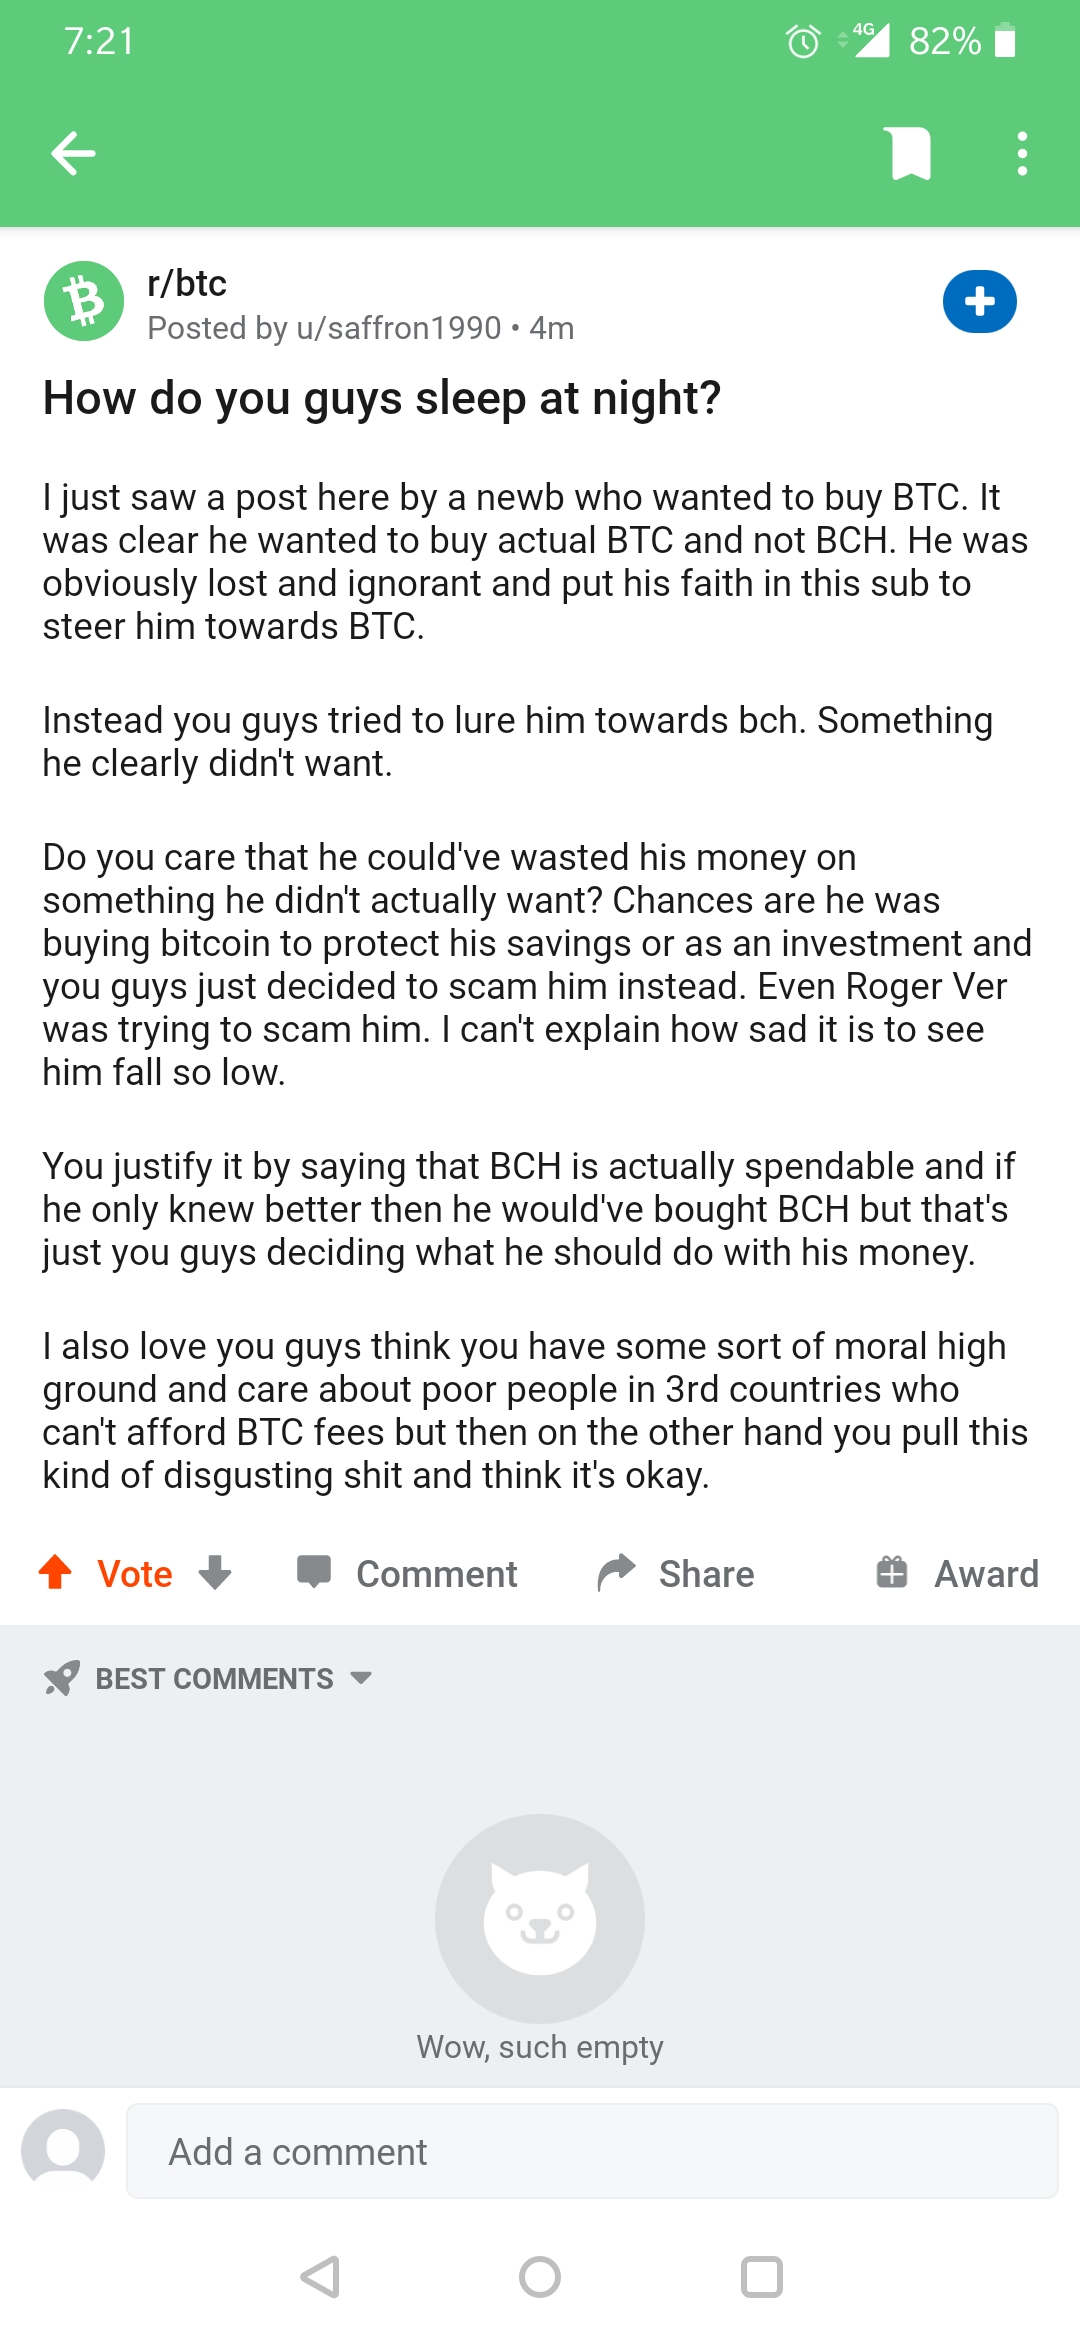 7:21
4G 82%
r/btc
Posted by u/saffron1990 • 4m
How do you guys sleep at night?
I just saw a post here by a newb who wanted to buy BTC. It
was clear he wanted to buy actual BTC and not BCH. He was
obviously lost and ignorant and put his faith in this sub to
steer him towards BTC.
Instead you guys tried to lure him towards bch. Something
he clearly didn't want.
Do you care that he could've wasted his money on
something he didn't actually want? Chances are he was
buying bitcoin to protect his savings or as an investment and
you guys just decided to scam him instead. Even Roger Ver
was trying to scam him. I can't explain how sad it is to see
him fall so low.
You justify it by saying that BCH is actually spendable and if
he only knew better then he would've bought BCH but that's
just you guys deciding what he should do with his money.
I also love you guys think you have some sort of moral high
ground and care about poor people in 3rd countries who
can't afford BTC fees but then on the other hand you pull this
kind of disgusting shit and think it's okay.
Vote Comment Share Award
BEST COMMENTS
Wow, such empty
Add a comment